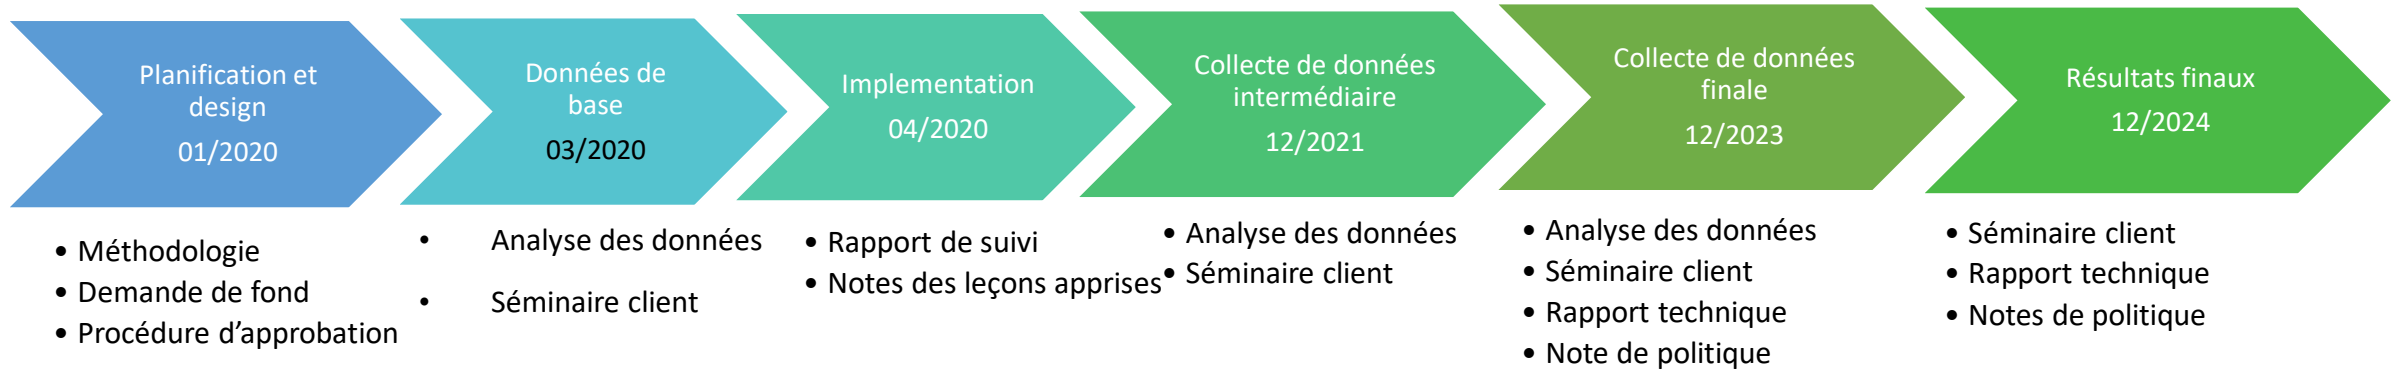 Planification et
design
01/2020
• Méthodologie
• Demande de fond
• Procédure d’approbation
Données de
base
03/2020
• Analyse des données
• Séminaire client
Implementation
04/2020
• Rapport de suivi
• Notes des leçons apprises
Collecte de données
intermédiaire
12/2021
• Analyse des données
• Séminaire client
Collecte de données
finale
12/2023
• Analyse des données
• Séminaire client
• Rapport technique
• Note de politique
Résultats finaux
12/2024
• Séminaire client
• Rapport technique
• Notes de politique